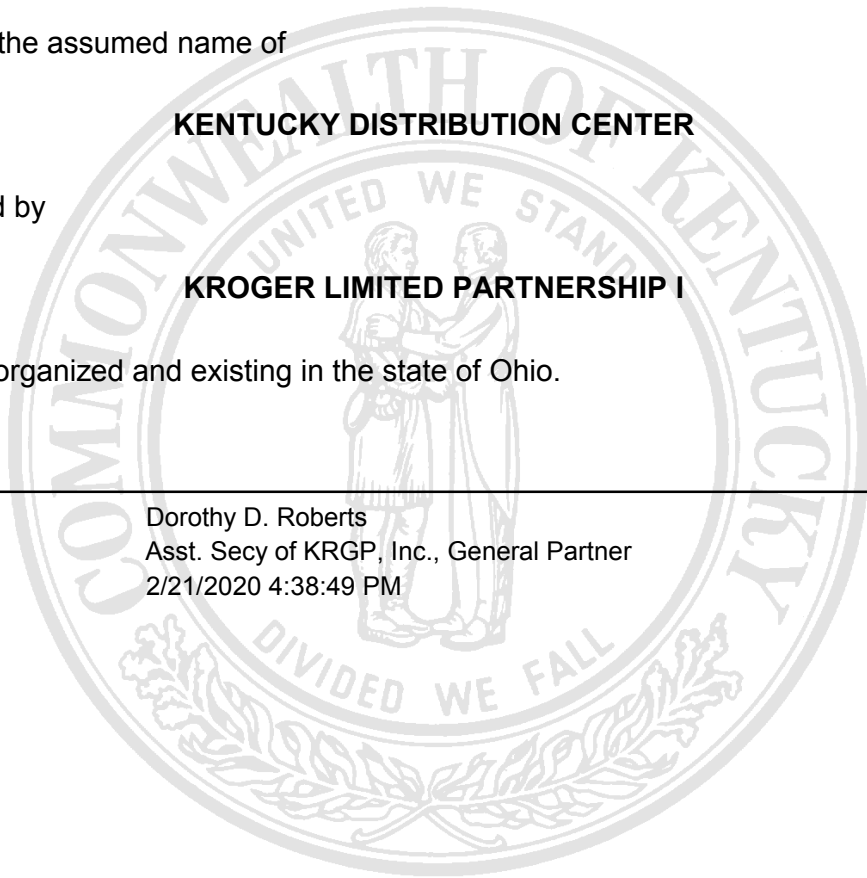 the assumed name of
KENTUCKY DISTRIBUTION CENTER
by
KROGER LIMITED PARTNERSHIP I
organized and existing in the state of Ohio.
Dorothy D. Roberts
Asst. Secy of KRGP, Inc., General Partner
2/21/2020 4:38:49 PM
COMMONWEALTH OF KENTUCKY
UNITED WE STAND
DIVIDED WE FALL